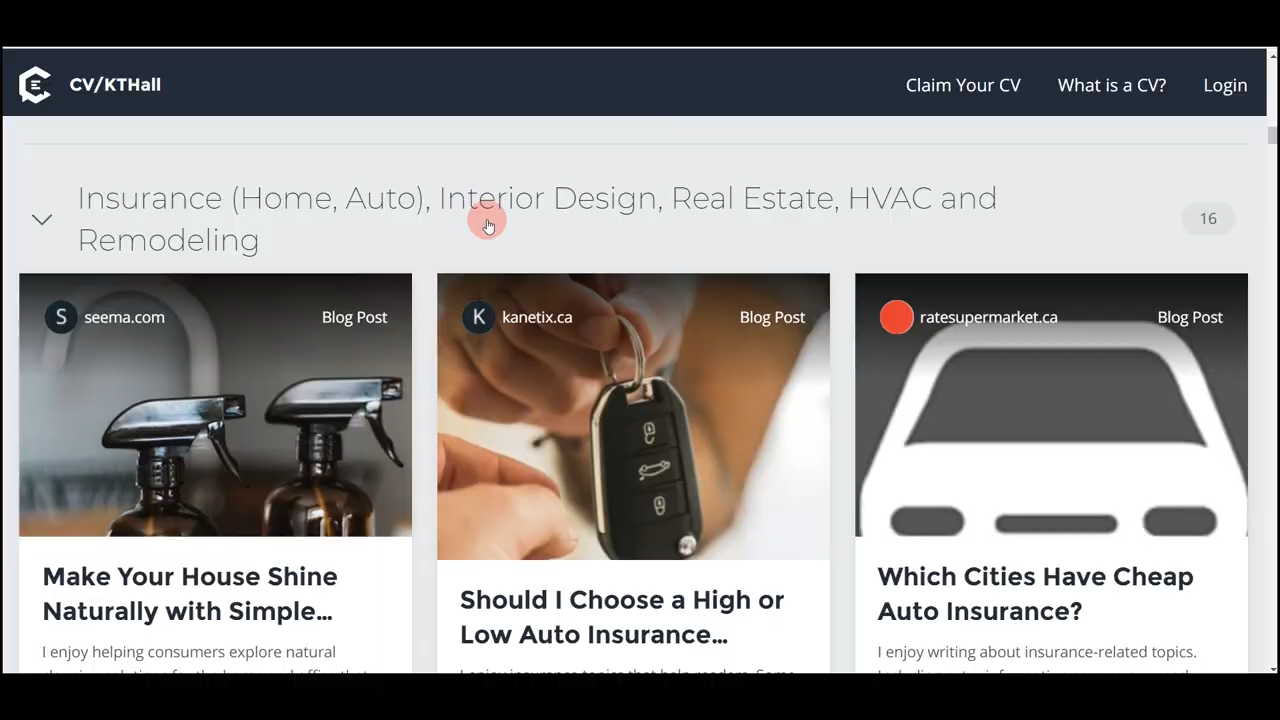 CV/KTHall
Claim Your CV
What is a CV?
Login
Insurance (Home, Auto), Interior Design, Real Estate, HVAC and
Remodeling
16
S seema.com
Blog Post
Make Your House Shine
Naturally with Simple...
I enjoy helping consumers explore natural
K kanetix.ca
Blog Post
Should I Choose a High or
Low Auto Insurance...
ratesupermarket.ca
Blog Post
Which Cities Have Cheap
Auto Insurance?
I enjoy writing about insurance-related topics.